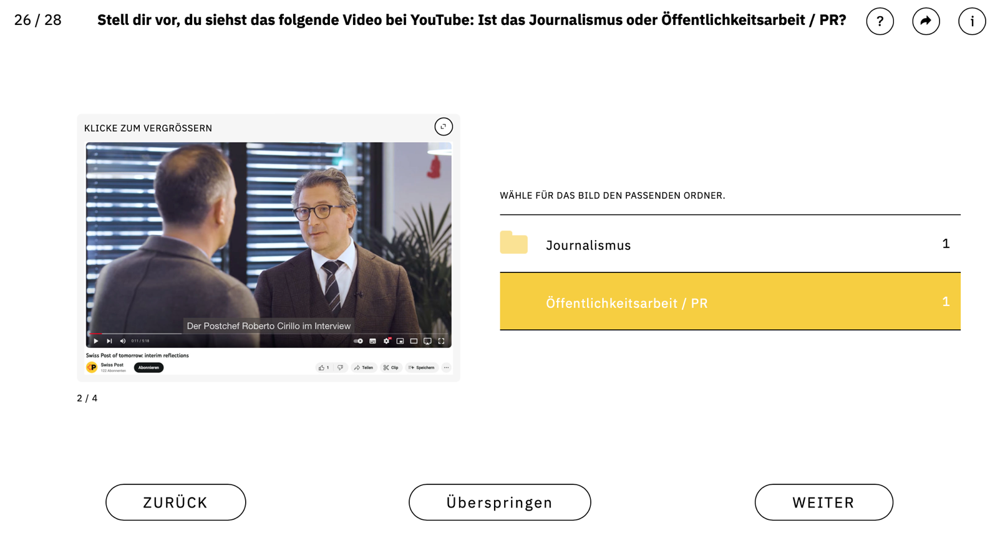 26 / 28
Stell dir vor, du siehst das folgende Video bei YouTube: Ist das Journalismus oder Öffentlichkeitsarbeit / PR?
?
i
KLICKE ZUM VERGRÖSSERN
Der Postchef Roberto Cirillo im Interview
0:11 / 5:18
Swiss Post of tomorrow: interim reflections
Swiss Post
122 Abonnenten
Abonnieren
1
Teilen
Clip
Speichern
2 / 4
WÄHLE FÜR DAS BILD DEN PASSENDEN ORDNER.
Journalismus 1
Öffentlichkeitsarbeit / PR 1
ZURÜCK
Überspringen
WEITER